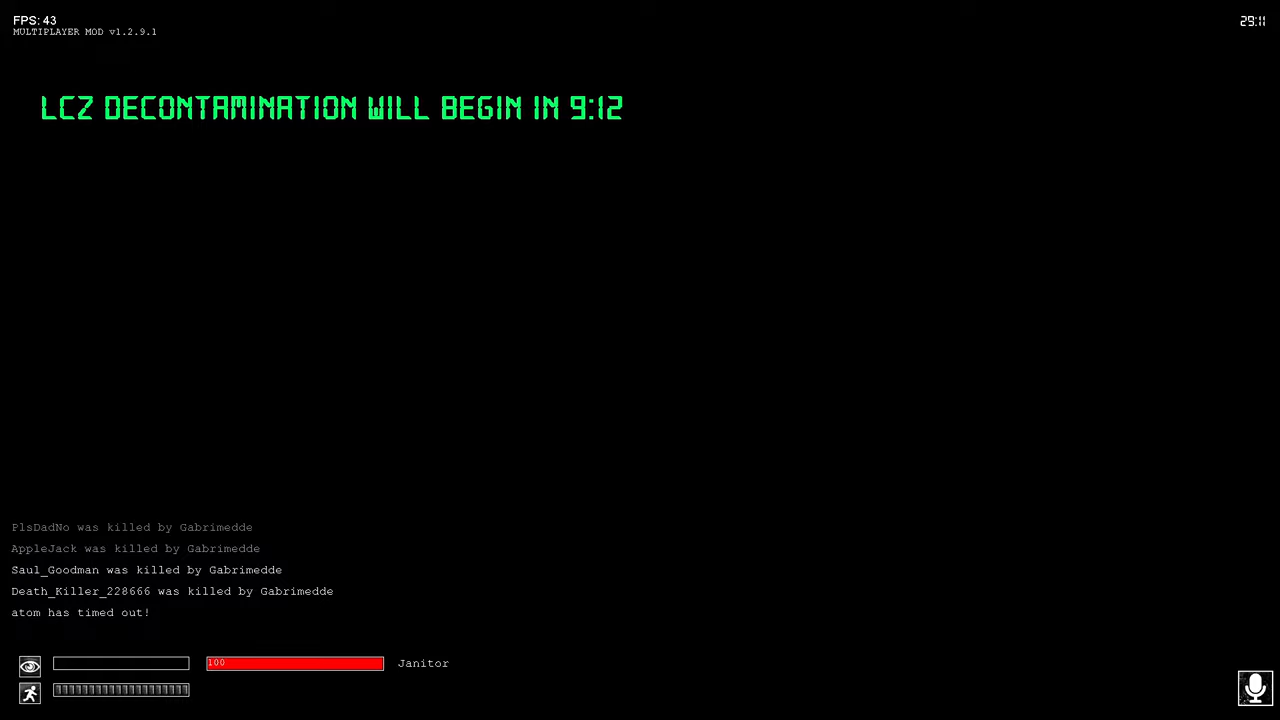 FPS: 43
MULTIPLAYER MOD v1.2.9.1
29:11
LCZ DECONTAMINATION WILL BEGIN IN 9:12
PlsDadNo was killed by Gabrimedde
AppleJack was killed by Gabrimedde
Saul_Goodman was killed by Gabrimedde
Death_Killer_228666 was killed by Gabrimedde
atom has timed out!
100
Janitor